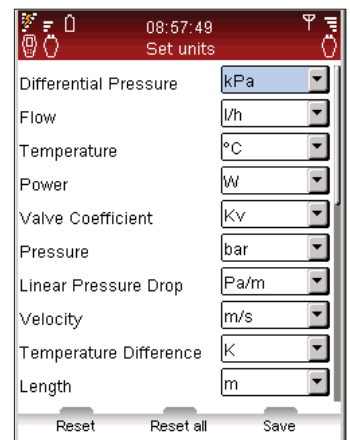 08:57:49
Set units
Differential Pressure kPa
Flow l/h
Temperature °C
Power W
Valve Coefficient Kv
Pressure bar
Linear Pressure Drop Pa/m
Velocity m/s
Temperature Difference K
Length m
Reset Reset all Save